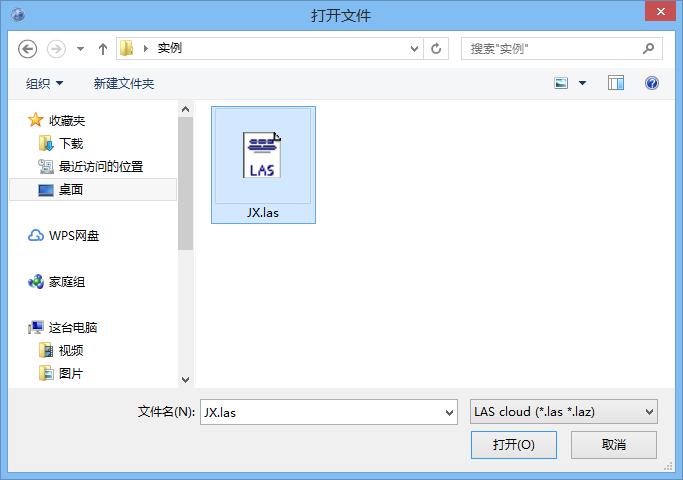 打开文件
实例
搜索"实例"
组织
新建文件夹
收藏夹
下载
最近访问的位置
桌面
WPS网盘
家庭组
这台电脑
视频
图片
LAS
JX.las
文件名(N):
JX.las
LAS cloud (*.las *.laz)
打开(O)
取消